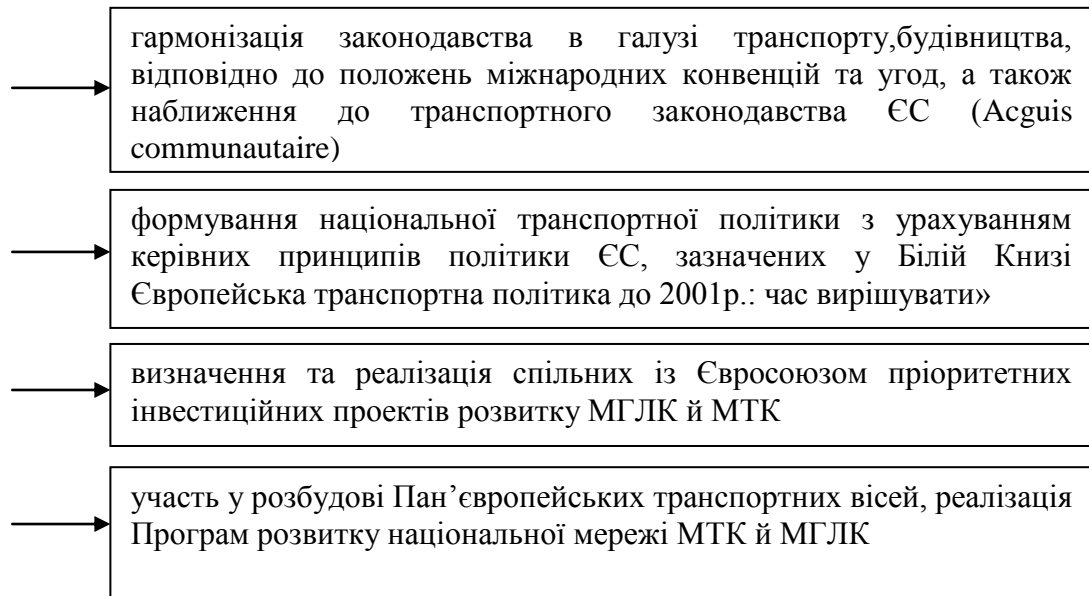 гармонізація законодавства в галузі транспорту,будівництва,
відповідно до положень міжнародних конвенцій та угод, а також
наближення до транспортного законодавства ЄС (Acguis
communautaire)
формування національної транспортної політики з урахуванням
керівних принципів політики ЄС, зазначених у Білій Книзі
Європейська транспортна політика до 2001р.: час вирішувати»
визначення та реалізація спільних із Євросоюзом пріоритетних
інвестиційних проектів розвитку МГЛК й МТК
участь у розбудові Пан’європейських транспортних вісей, реалізація
Програм розвитку національної мережі МТК й МГЛК